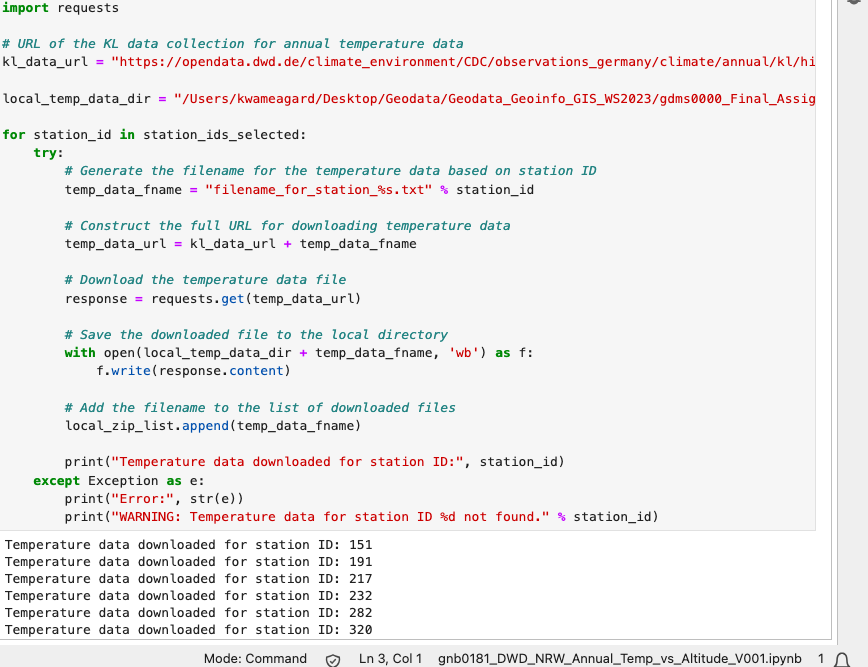 import requests
# URL of the KL data collection for annual temperature data
kl_data_url = "https://opendata.dwd.de/climate_environment/CDC/observations_germany/climate/annual/kl/hi
local_temp_data_dir = "/Users/kwameagard/Desktop/Geodata/Geodata_Geoinfo_GIS_WS2023/gdms0000_Final_Assig
for station_id in station_ids_selected:
    try:
        # Generate the filename for the temperature data based on station ID
        temp_data_fname = "filename_for_station_%s.txt" % station_id
        # Construct the full URL for downloading temperature data
        temp_data_url = kl_data_url + temp_data_fname
        # Download the temperature data file
        response = requests.get(temp_data_url)
        # Save the downloaded file to the local directory
        with open(local_temp_data_dir + temp_data_fname, 'wb') as f:
            f.write(response.content)
        # Add the filename to the list of downloaded files
        local_zip_list.append(temp_data_fname)
        print("Temperature data downloaded for station ID:", station_id)
    except Exception as e:
        print("Error:", str(e))
        print("WARNING: Temperature data for station ID %d not found." % station_id)
Temperature data downloaded for station ID: 151
Temperature data downloaded for station ID: 191
Temperature data downloaded for station ID: 217
Temperature data downloaded for station ID: 232
Temperature data downloaded for station ID: 282
Temperature data downloaded for station ID: 320
Mode: Command Ln 3, Col 1 gnb0181_DWD_NRW_Annual_Temp_vs_Altitude_V001.ipynb 1